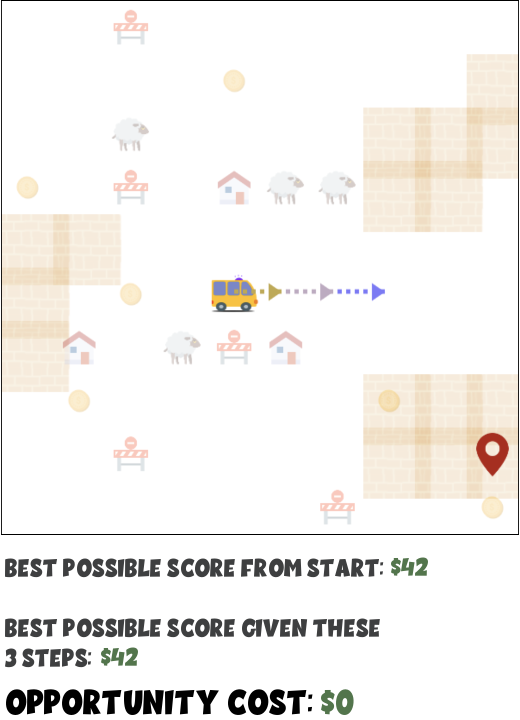 BEST POSSIBLE SCORE FROM START: $42
BEST POSSIBLE SCORE GIVEN THESE
3 STEPS: $42
OPPORTUNITY COST: $0